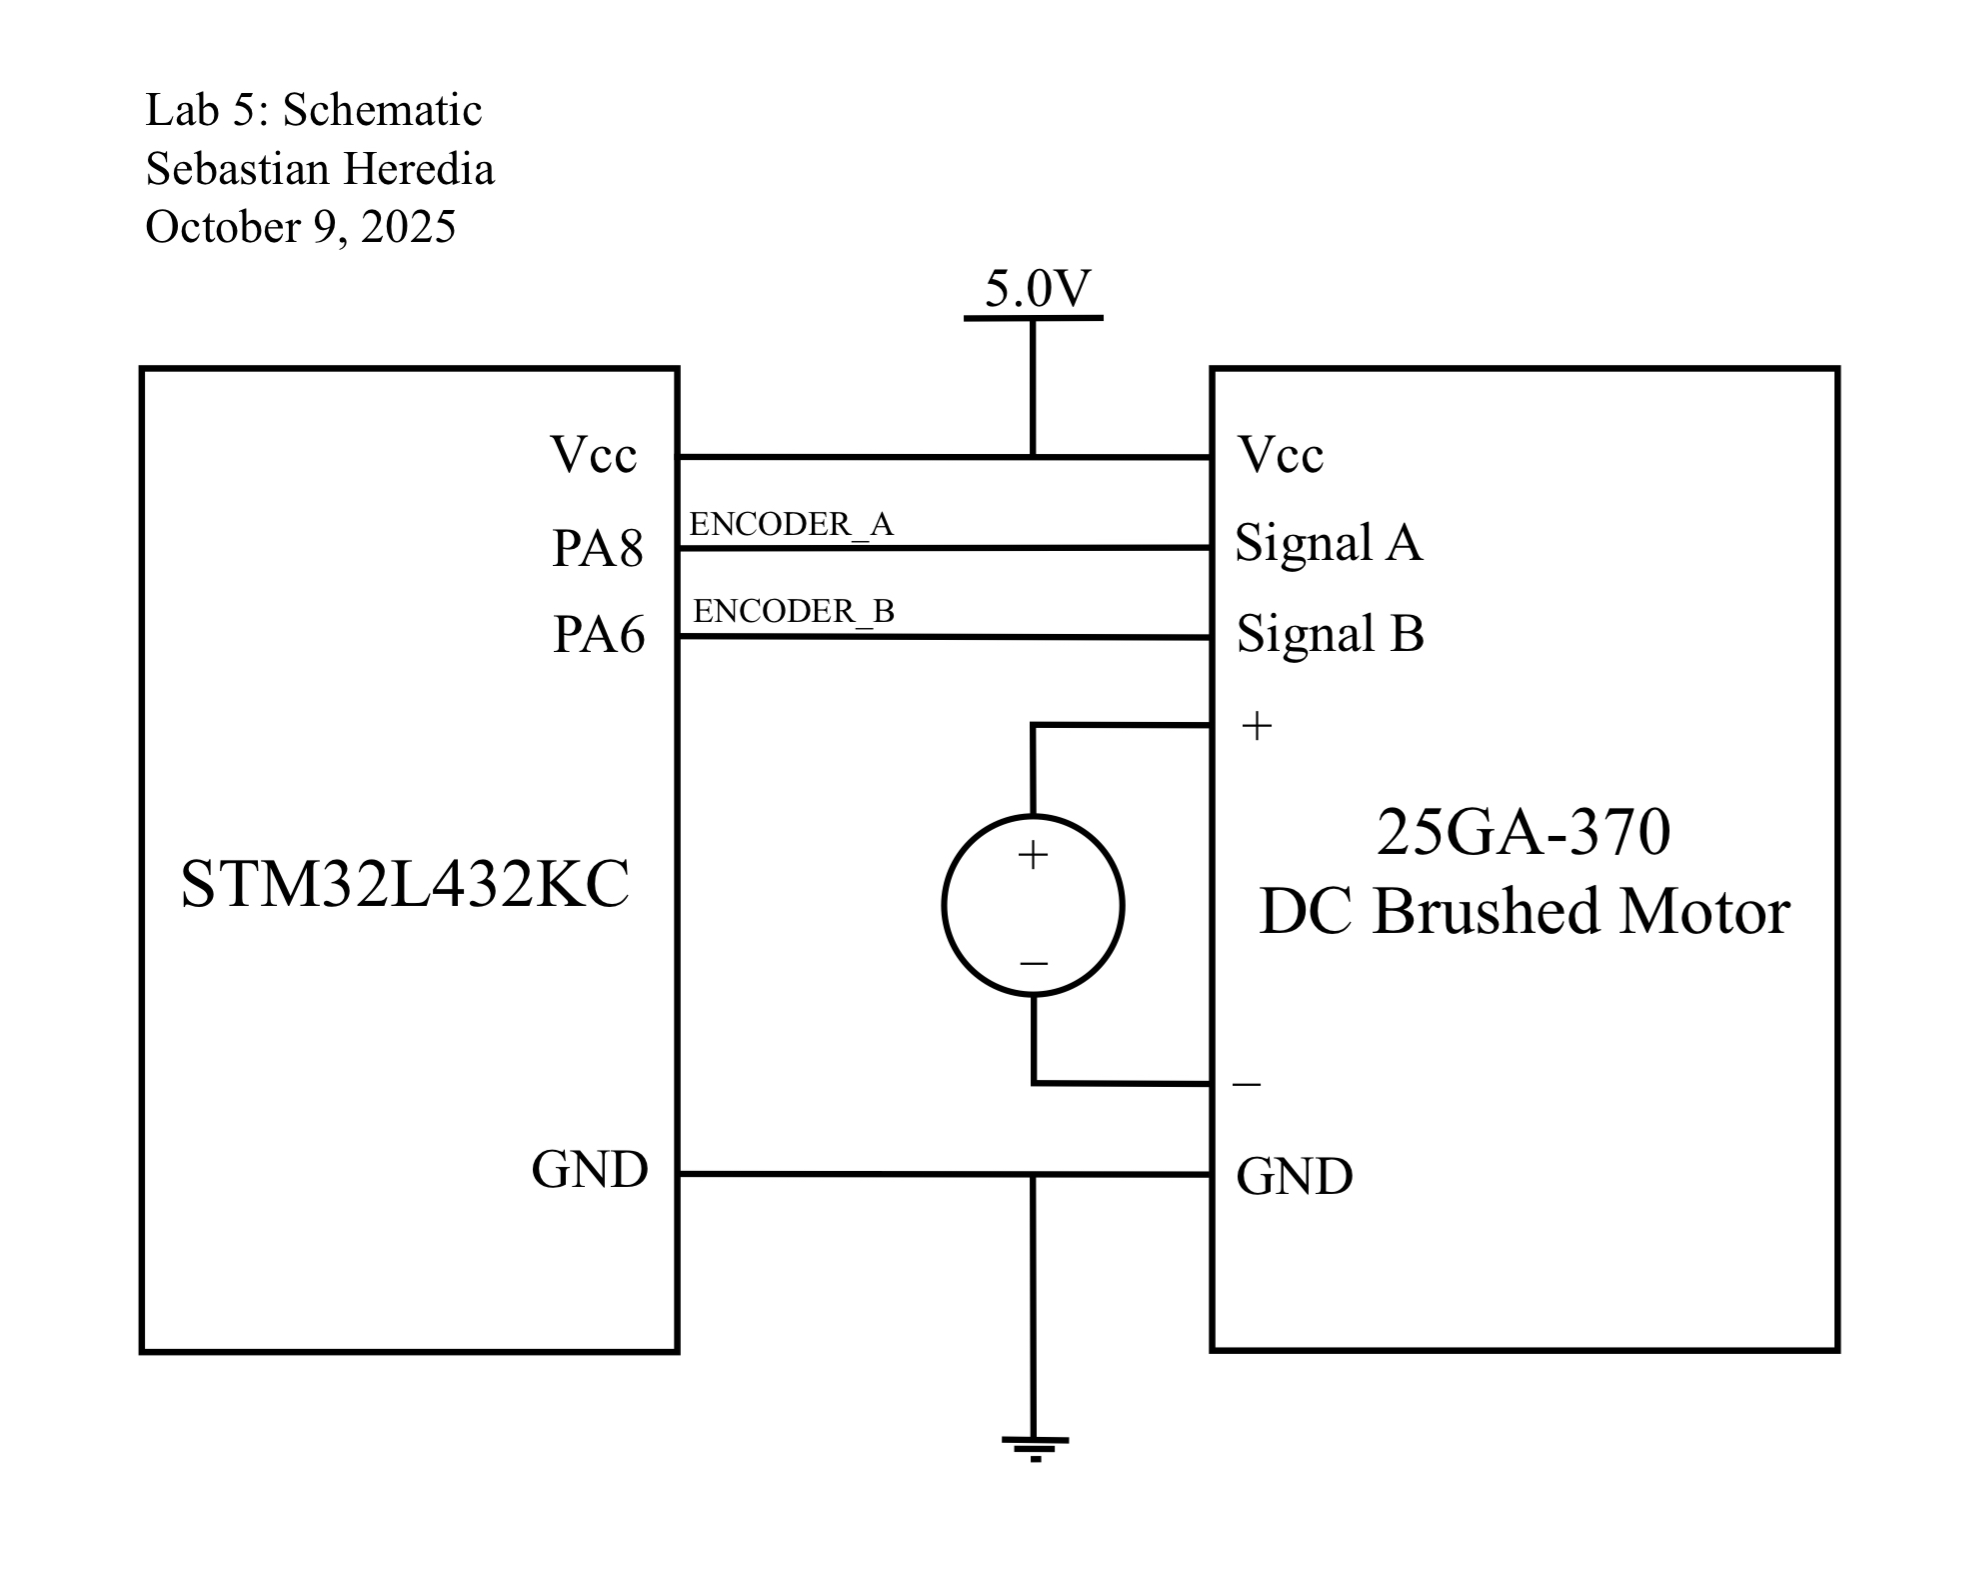 Lab 5: Schematic
Sebastian Heredia
October 9, 2025
5.0V
Vcc
Vcc
PA8
ENCODER_A
Signal A
PA6
ENCODER_B
Signal B
+
+
−
−
STM32L432KC
25GA-370
DC Brushed Motor
GND
GND